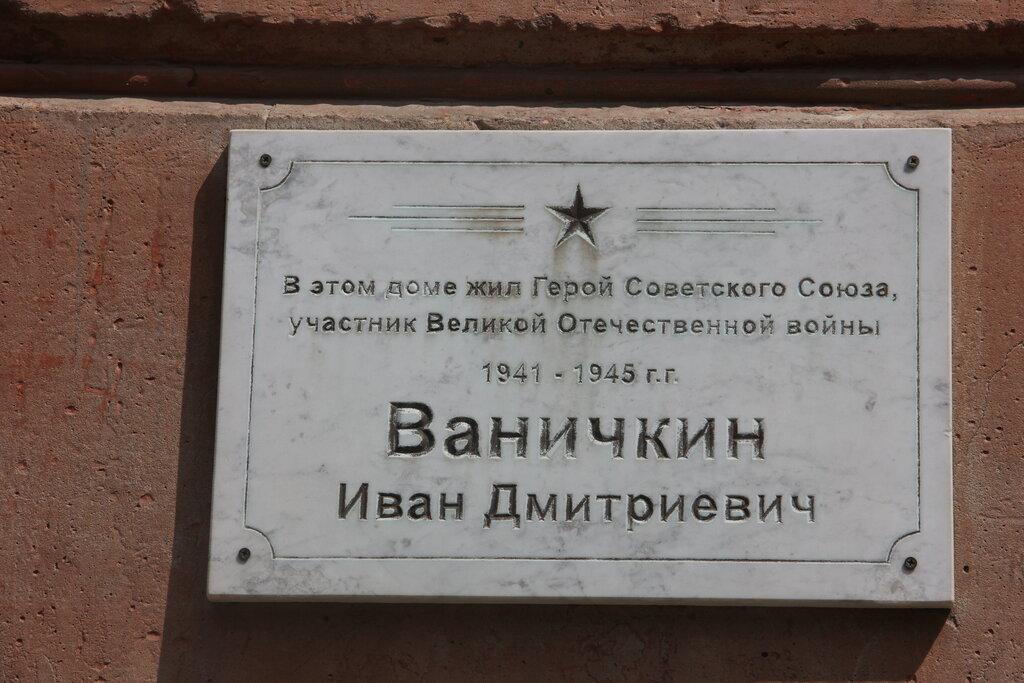 В этом доме жил Герой Советского Союза,
участник Великой Отечественной войны
1941 - 1945 г.г.
Ваничкин
Иван Дмитриевич